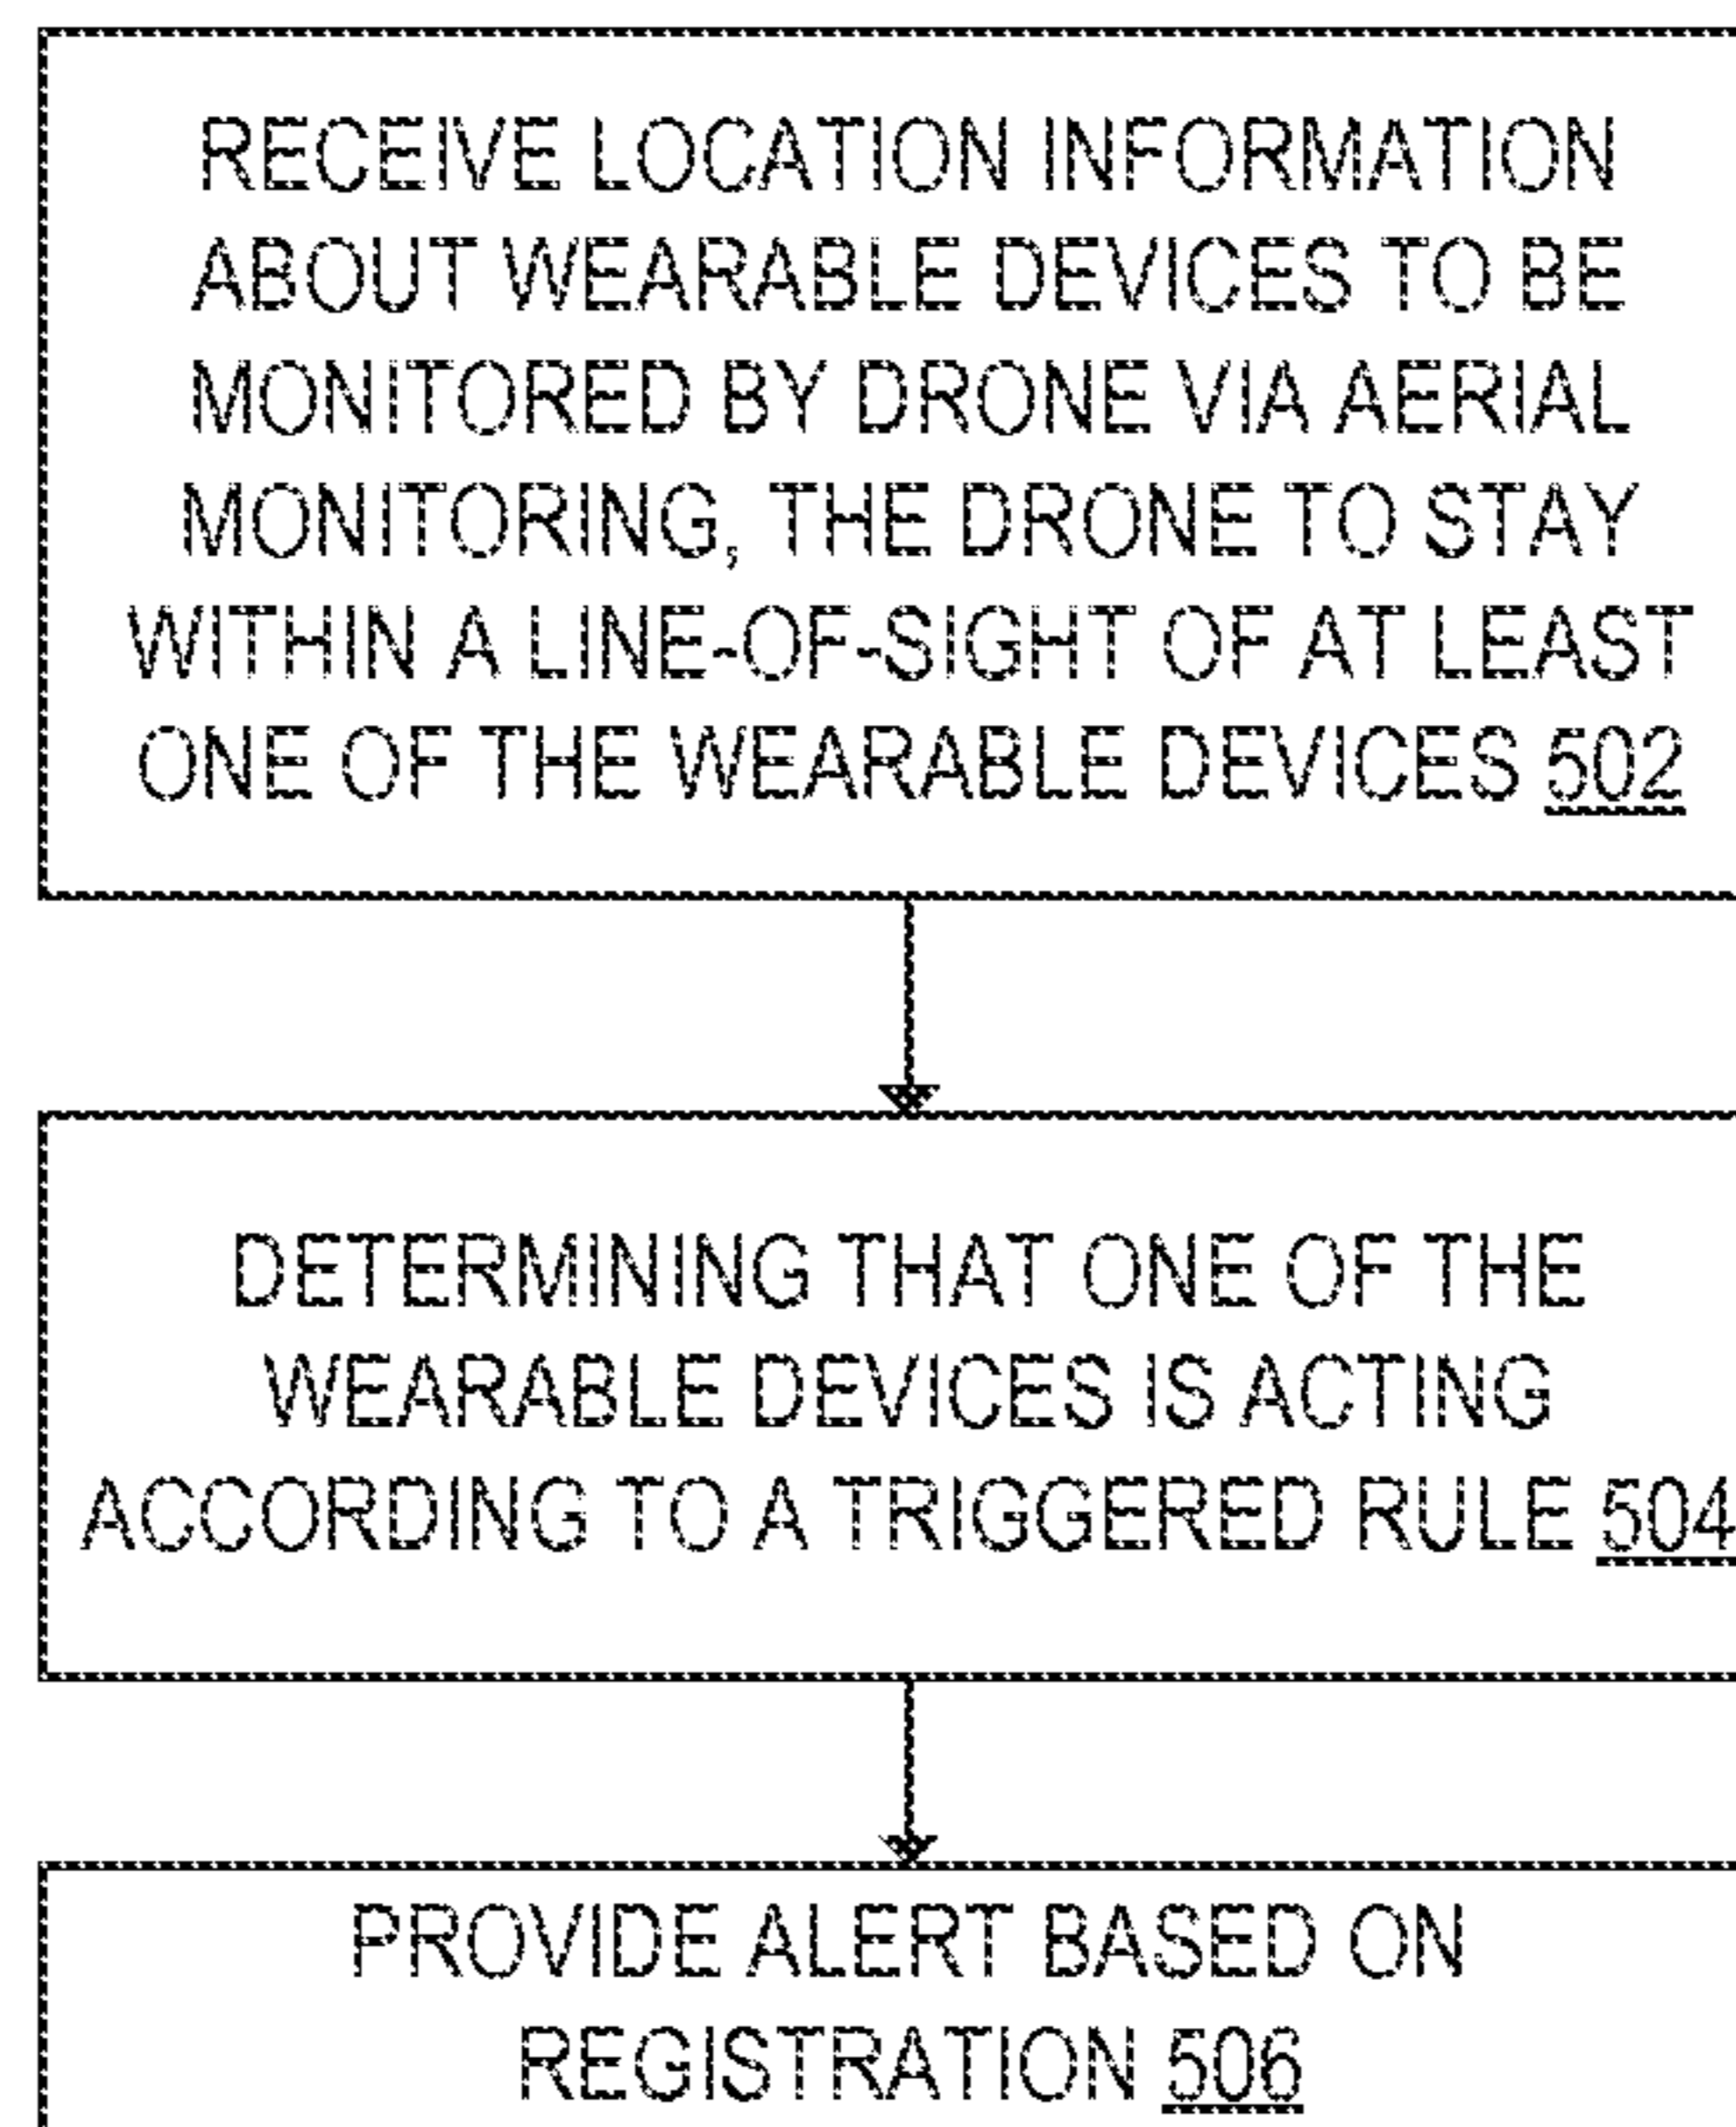 RECEIVE LOCATION INFORMATION
ABOUT WEARABLE DEVICES TO BE
MONITORED BY DRONE VIA AERIAL
MONITORING, THE DRONE TO STAY
WITHIN A LINE-OF-SIGHT OF AT LEAST
ONE OF THE WEARABLE DEVICES 502
DETERMINING THAT ONE OF THE
WEARABLE DEVICES IS ACTING
ACCORDING TO A TRIGGERED RULE 504
PROVIDE ALERT BASED ON
REGISTRATION 506